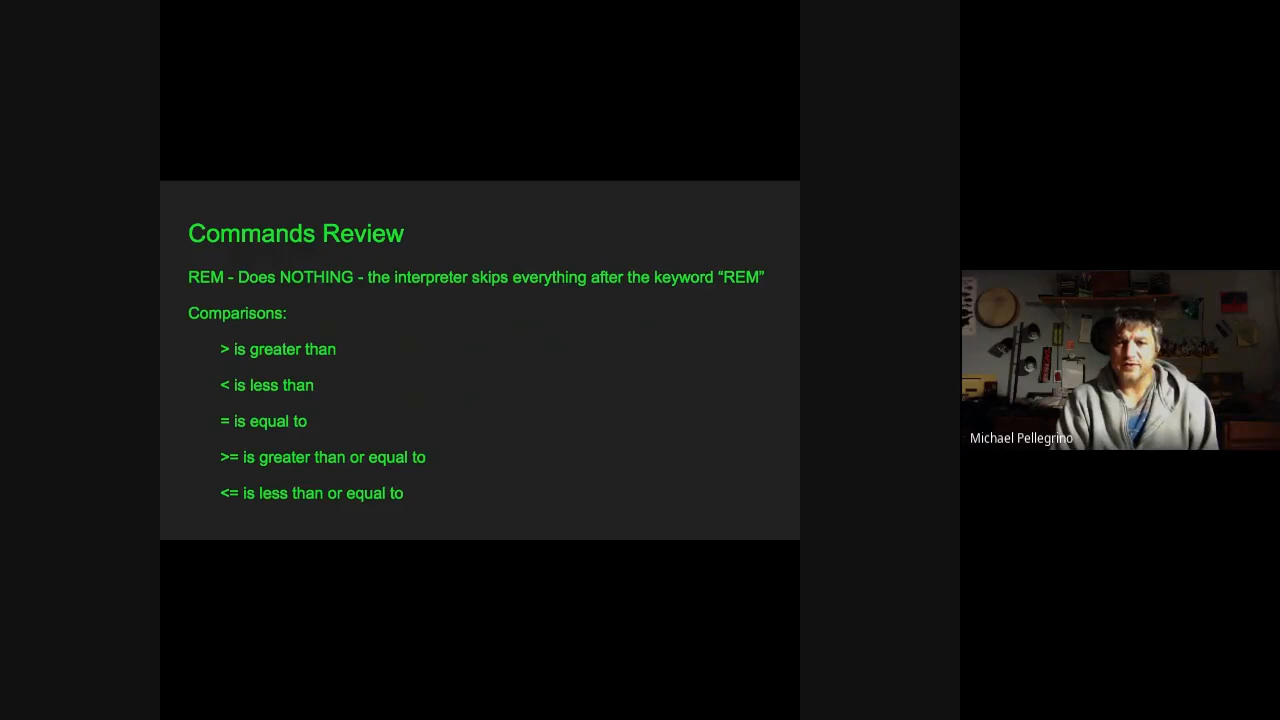 Commands Review
REM - Does NOTHING - the interpreter skips everything after the keyword “REM”
Comparisons:
> is greater than
< is less than
= is equal to
>= is greater than or equal to
<= is less than or equal to
Michael Pellegrino